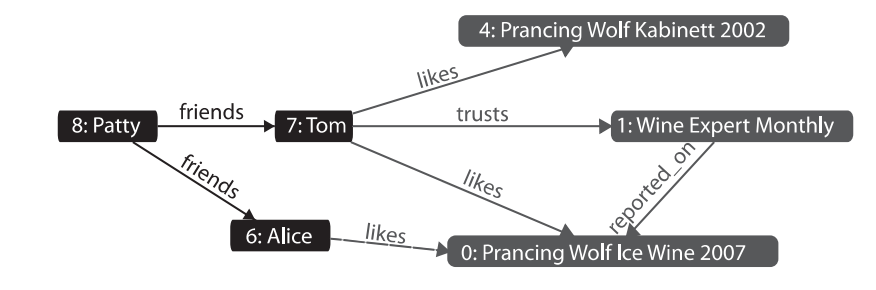 4: Prancing Wolf Kabinett 2002
likes
friends
trusts
8: Patty
7: Tom
1: Wine Expert Monthly
friends
likes
reported_on
6: Alice
likes
0: Prancing Wolf Ice Wine 2007